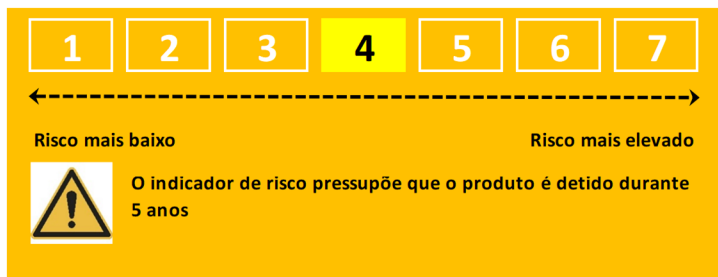 1 2 3 4 5 6 7
Risco mais baixo Risco mais elevado
O indicador de risco pressupõe que o produto é detido durante
5 anos